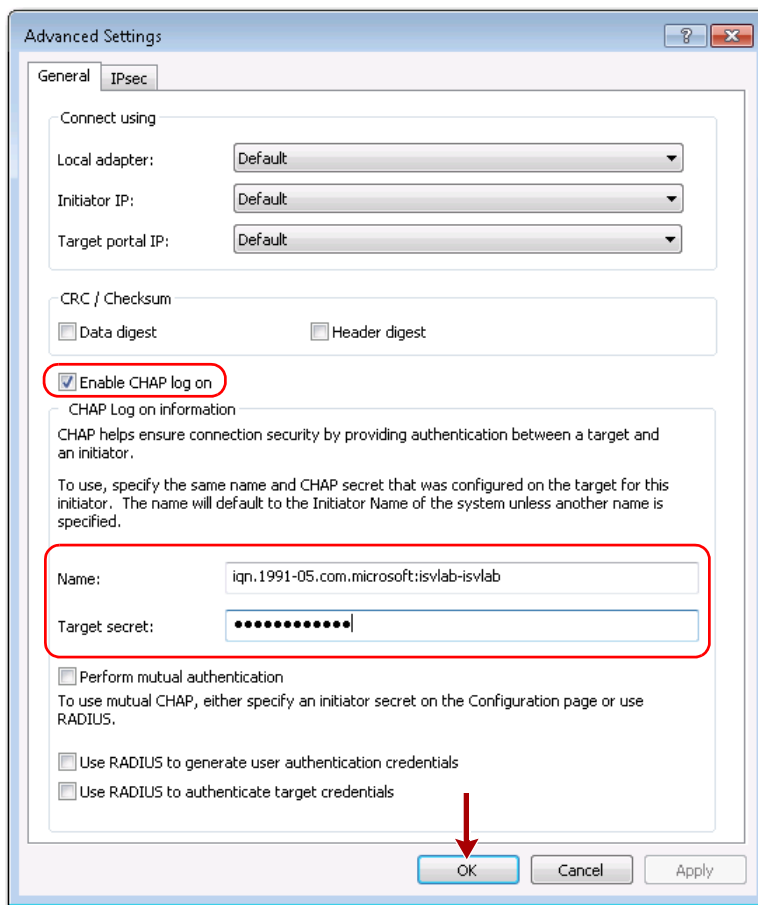 Advanced Settings
General
IPsec
Connect using
Local adapter:
Default
Initiator IP:
Default
Target portal IP:
Default
CRC / Checksum
Data digest
Header digest
Enable CHAP log on
CHAP Log on information
CHAP helps ensure connection security by providing authentication between a target and
an initiator.
To use, specify the same name and CHAP secret that was configured on the target for this
initiator.  The name will default to the Initiator Name of the system unless another name is
specified.
Name:
iqn.1991-05.com.microsoft:isvlab-isvlab
Target secret:
●●●●●●●●●●●●
Perform mutual authentication
To use mutual CHAP, either specify an initiator secret on the Configuration page or use
RADIUS.
Use RADIUS to generate user authentication credentials
Use RADIUS to authenticate target credentials
OK
Cancel
Apply